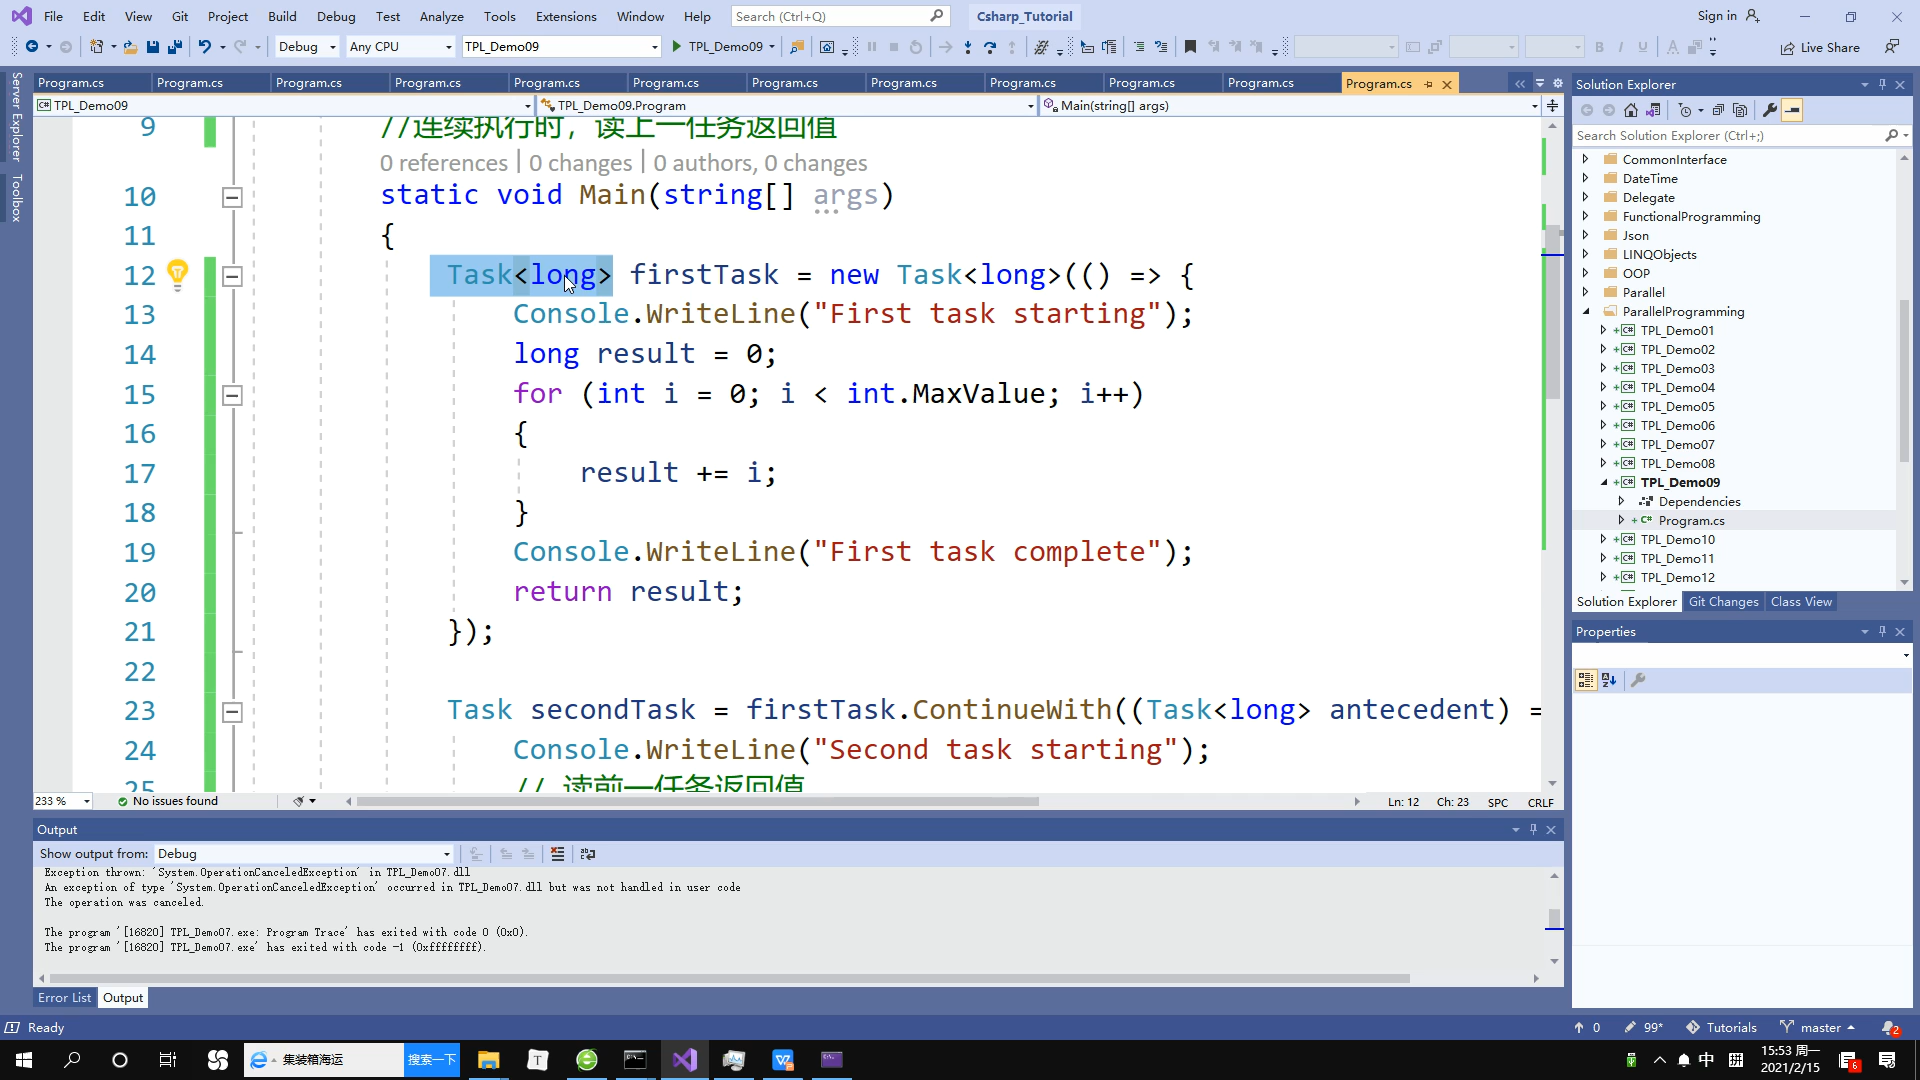 File Edit View Git Project Build Debug Test Analyze Tools Extensions Window Help Search (Ctrl+Q) Csharp_Tutorial Sign in
Debug Any CPU TPL_Demo09 TPL_Demo09 Live Share
Program.cs Program.cs Program.cs Program.cs Program.cs Program.cs Program.cs Program.cs Program.cs Program.cs Program.cs Program.cs
TPL_Demo09 TPL_Demo09.Program Main(string[] args)
Server Explorer
Toolbox
9 //连续执行时，读上一任务返回值
0 references | 0 changes | 0 authors, 0 changes
10 static void Main(string[] args)
11 {
12 Task<long> firstTask = new Task<long>(() => {
13 Console.WriteLine("First task starting");
14 long result = 0;
15 for (int i = 0; i < int.MaxValue; i++)
16 {
17 result += i;
18 }
19 Console.WriteLine("First task complete");
20 return result;
21 });
22
23 Task secondTask = firstTask.ContinueWith((Task<long> antecedent) =
24 Console.WriteLine("Second task starting");
25 // 读前一任务返回值
233 % No issues found Ln: 12 Ch: 23 SPC CRLF
Output
Show output from: Debug
Exception thrown: 'System.OperationCanceledException' in TPL_Demo07.dll
An exception of type 'System.OperationCanceledException' occurred in TPL_Demo07.dll but was not handled in user code
The operation was canceled.
The program '[16820] TPL_Demo07.exe: Program Trace' has exited with code 0 (0x0).
The program '[16820] TPL_Demo07.exe' has exited with code -1 (0xffffffff).
Error List Output
Solution Explorer
Search Solution Explorer (Ctrl+;)
CommonInterface
DateTime
Delegate
FunctionalProgramming
Json
LINQObjects
OOP
Parallel
ParallelProgramming
TPL_Demo01
TPL_Demo02
TPL_Demo03
TPL_Demo04
TPL_Demo05
TPL_Demo06
TPL_Demo07
TPL_Demo08
TPL_Demo09
Dependencies
Program.cs
TPL_Demo10
TPL_Demo11
TPL_Demo12
Solution Explorer Git Changes Class View
Properties
Ready 0 99* Tutorials master 2
集装箱海运 搜索一下 中 拼 15:53 周一
2021/2/15 6